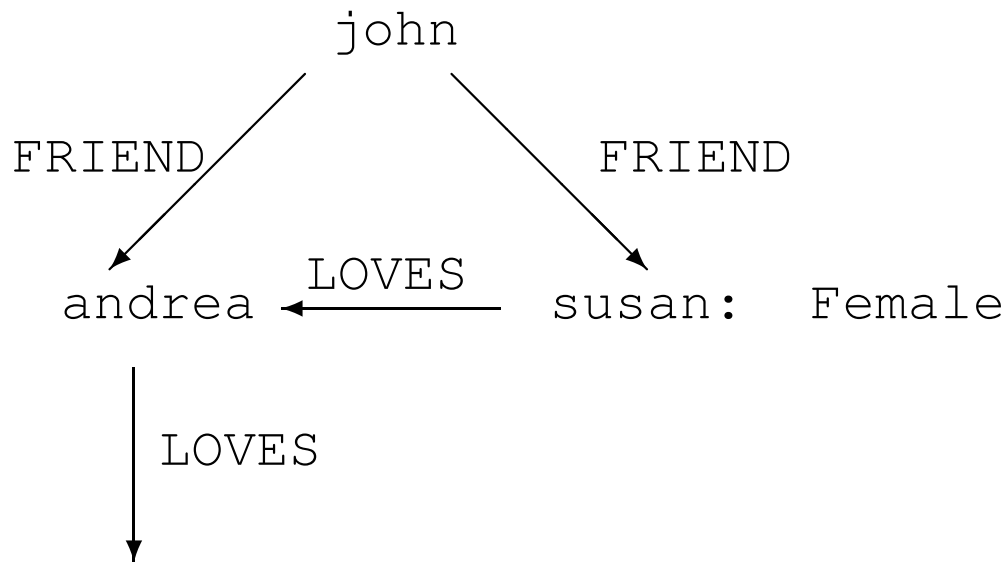 john
FRIEND FRIEND
LOVES
andrea susan: Female
LOVES